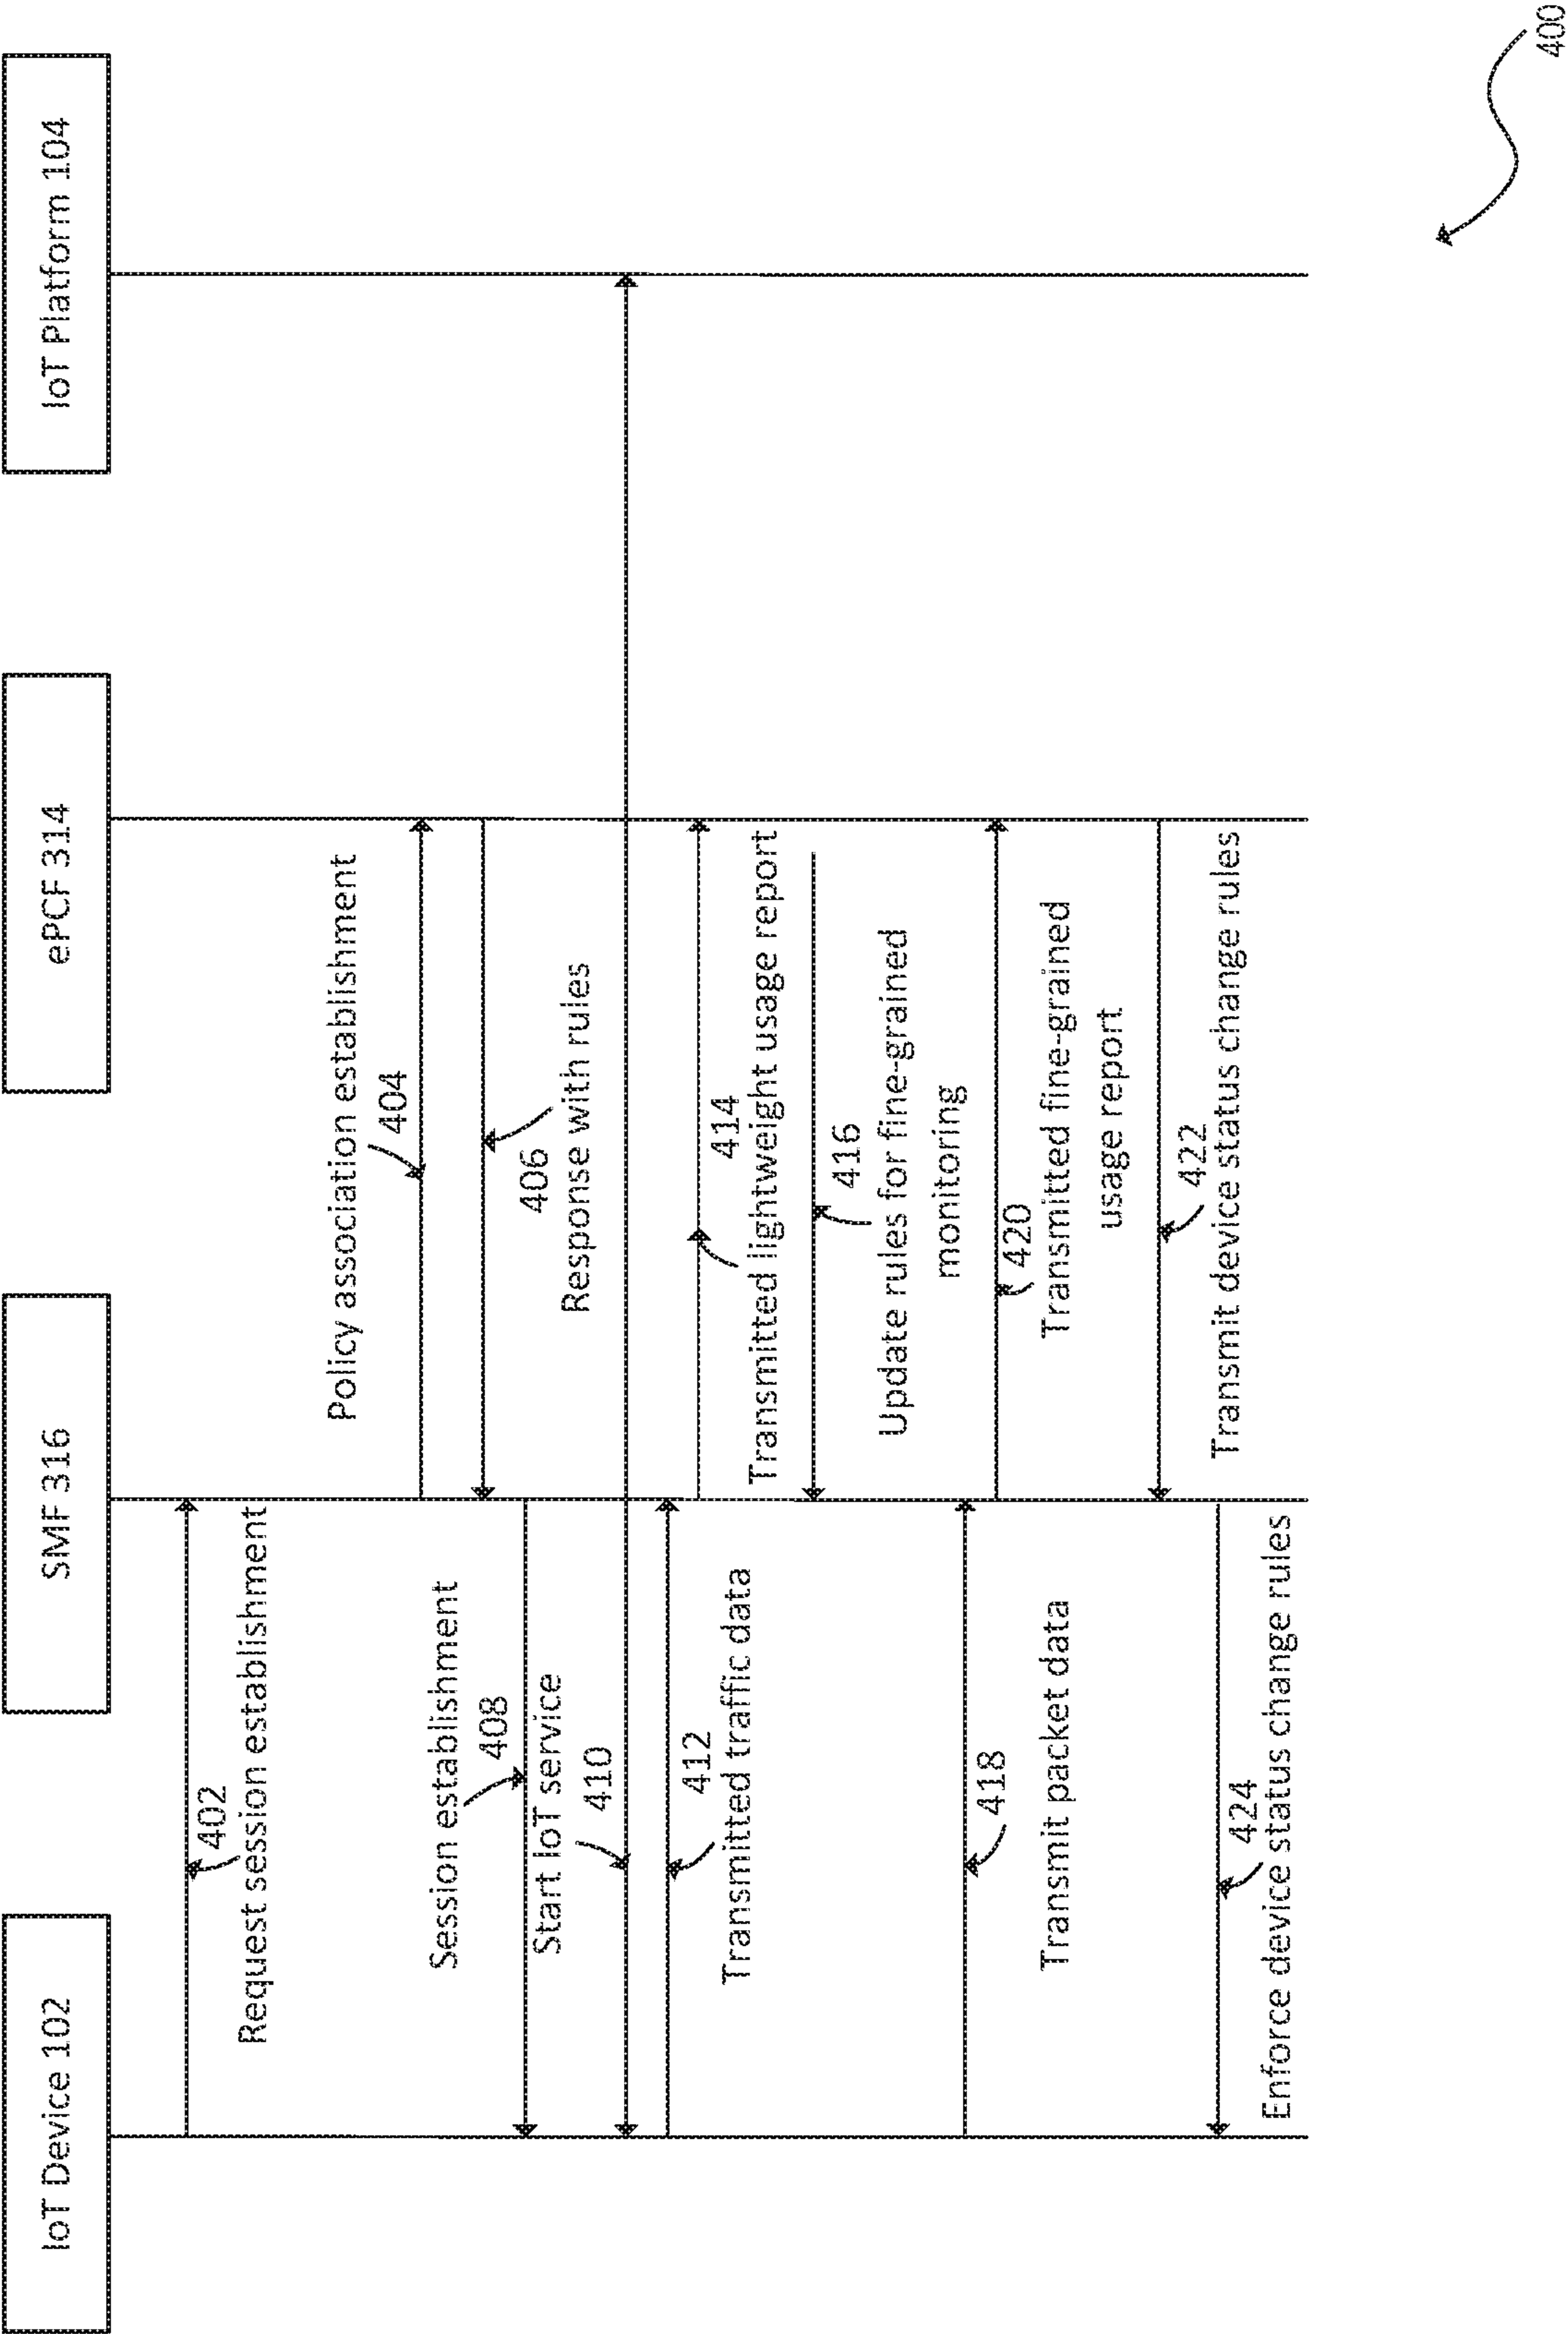 IoT Device 102
SMF 316
ePCF 314
IoT Platform 104
402
Request session establishment
Policy association establishment
404
406
Response with rules
Session establishment
408
Start IoT service
410
412
Transmitted traffic data
414
Transmitted lightweight usage report
416
Update rules for fine-grained
monitoring
418
Transmit packet data
420
Transmitted fine-grained
usage report
422
Transmit device status change rules
424
Enforce device status change rules
400